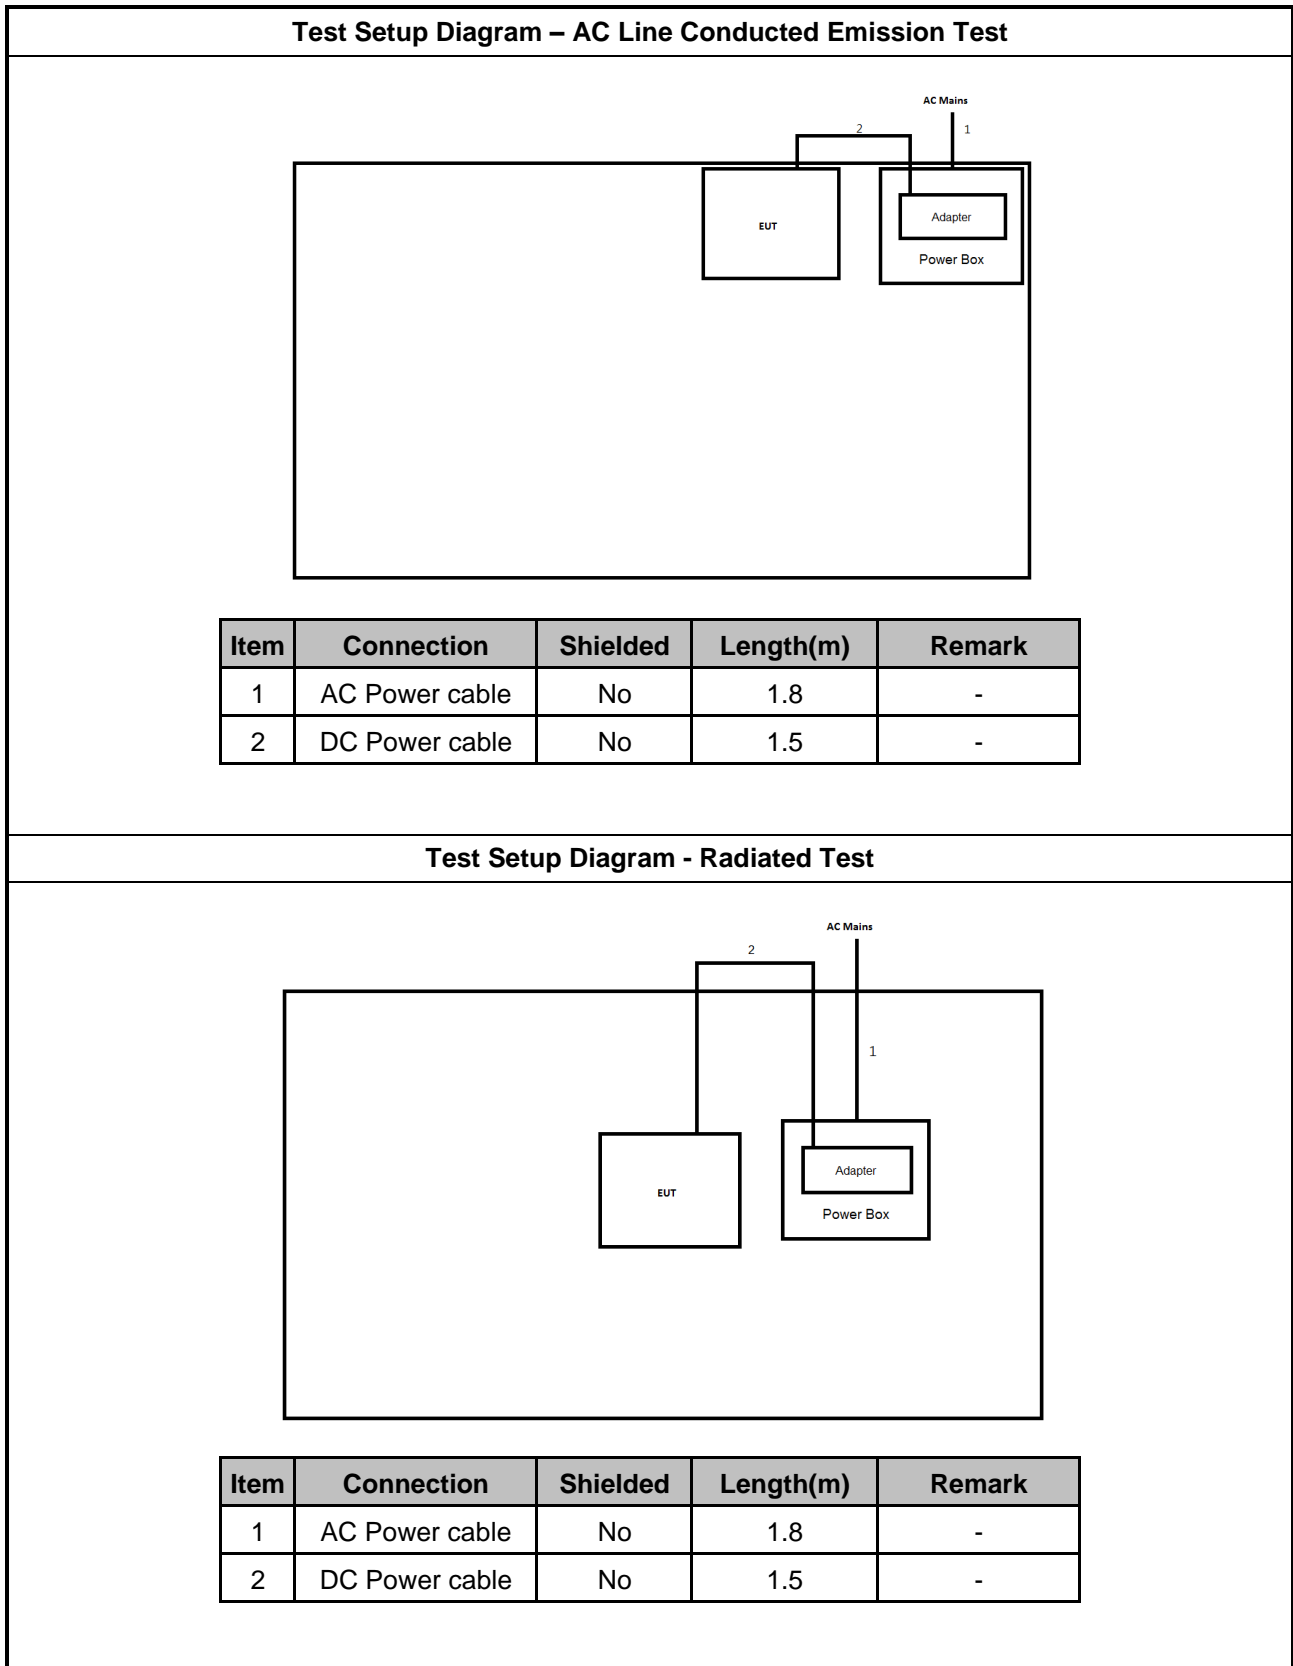 Test Setup Diagram – AC Line Conducted Emission Test
AC Mains
2
1
EUT
Adapter
Power Box
Item Connection Shielded Length(m) Remark
1 AC Power cable No 1.8 -
2 DC Power cable No 1.5 -
Test Setup Diagram - Radiated Test
AC Mains
2
1
EUT
Adapter
Power Box
Item Connection Shielded Length(m) Remark
1 AC Power cable No 1.8 -
2 DC Power cable No 1.5 -